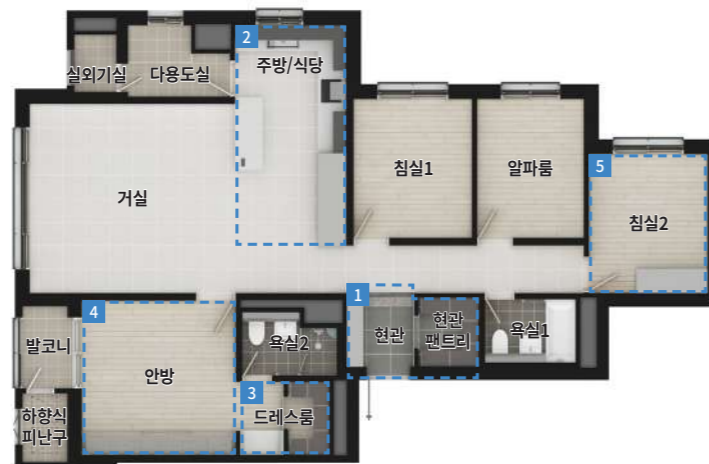 2
주방/식당
실외기실
다용도실
침실1
알파룸
5
침실2
거실
1
현관
현관
팬트리
욕실1
4
안방
욕실2
발코니
3
드레스룸
하향식
피난구